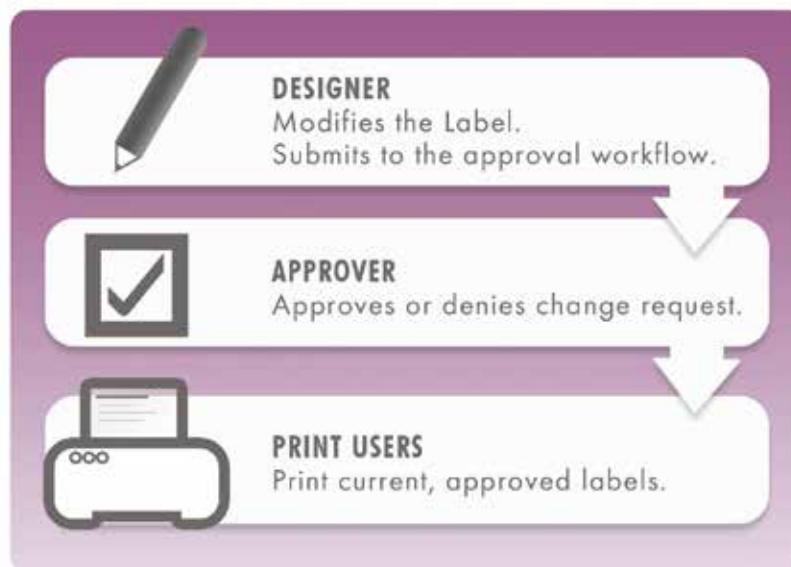 DESIGNER
Modifies the Label.
Submits to the approval workflow.
APPROVER
Approves or denies change request.
PRINT USERS
Print current, approved labels.